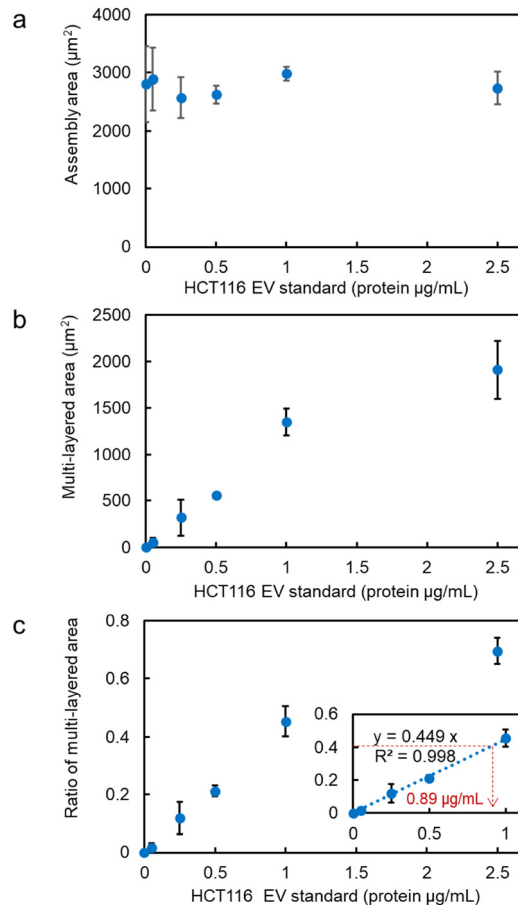 a
4000
3000
2000
1000
0
Assembly area (µm²)
0 0.5 1 1.5 2 2.5
HCT116 EV standard (protein µg/mL)
b
2500
2000
1500
1000
500
0
Multi-layered area (µm²)
0 0.5 1 1.5 2 2.5
HCT116 EV standard (protein µg/mL)
c
0.8
0.6
0.4
0.2
0
Ratio of multi-layered area
0.6
0.4
0.2
0
y = 0.449 x
R² = 0.998
0.89 µg/mL
0 0.5 1
0 0.5 1 1.5 2 2.5
HCT116 EV standard (protein µg/mL)